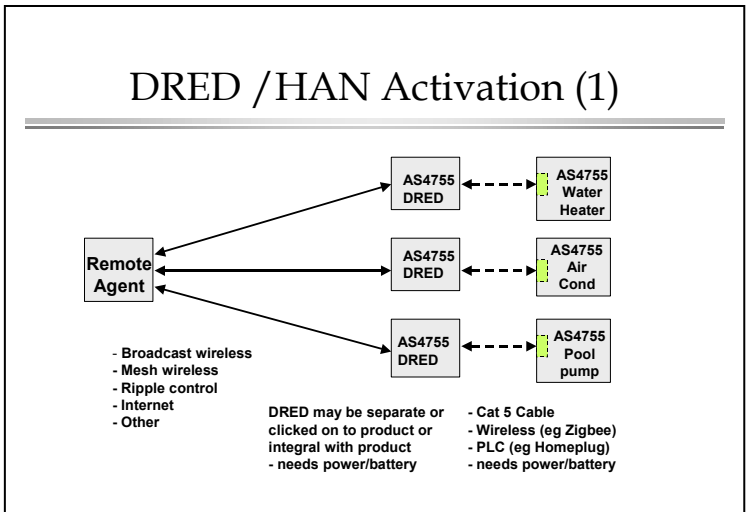 DRED / HAN Activation (1)
AS4755
DRED
AS4755
Water
Heater
Remote
Agent
AS4755
DRED
AS4755
Air
Cond
AS4755
DRED
AS4755
Pool
pump
- Broadcast wireless
- Mesh wireless
- Ripple control
- Internet
- Other
DRED may be separate or
clicked on to product or
integral with product
- needs power/battery
- Cat 5 Cable
- Wireless (eg Zigbee)
- PLC (eg Homeplug)
- needs power/battery